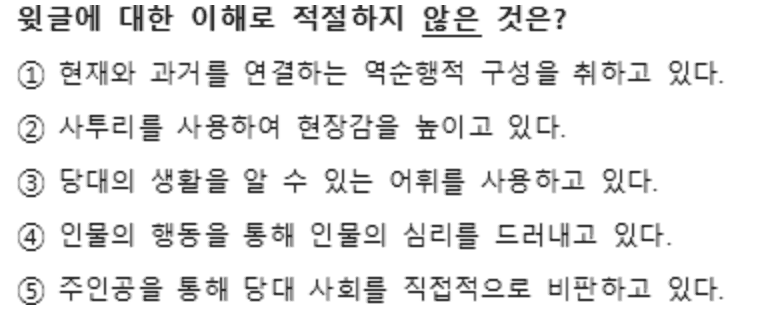 윗글에 대한 이해로 적절하지 않은 것은?
① 현재와 과거를 연결하는 역순행적 구성을 취하고 있다.
② 사투리를 사용하여 현장감을 높이고 있다.
③ 당대의 생활을 알 수 있는 어휘를 사용하고 있다.
④ 인물의 행동을 통해 인물의 심리를 드러내고 있다.
⑤ 주인공을 통해 당대 사회를 직접적으로 비판하고 있다.